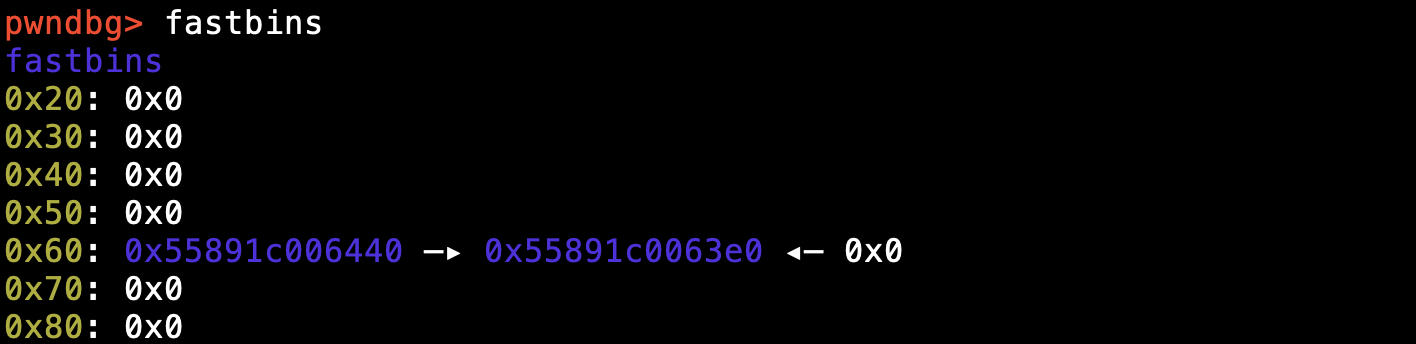 pwndbg> fastbins
fastbins
0x20: 0x0
0x30: 0x0
0x40: 0x0
0x50: 0x0
0x60: 0x55891c006440 —▸ 0x55891c0063e0 ◂— 0x0
0x70: 0x0
0x80: 0x0